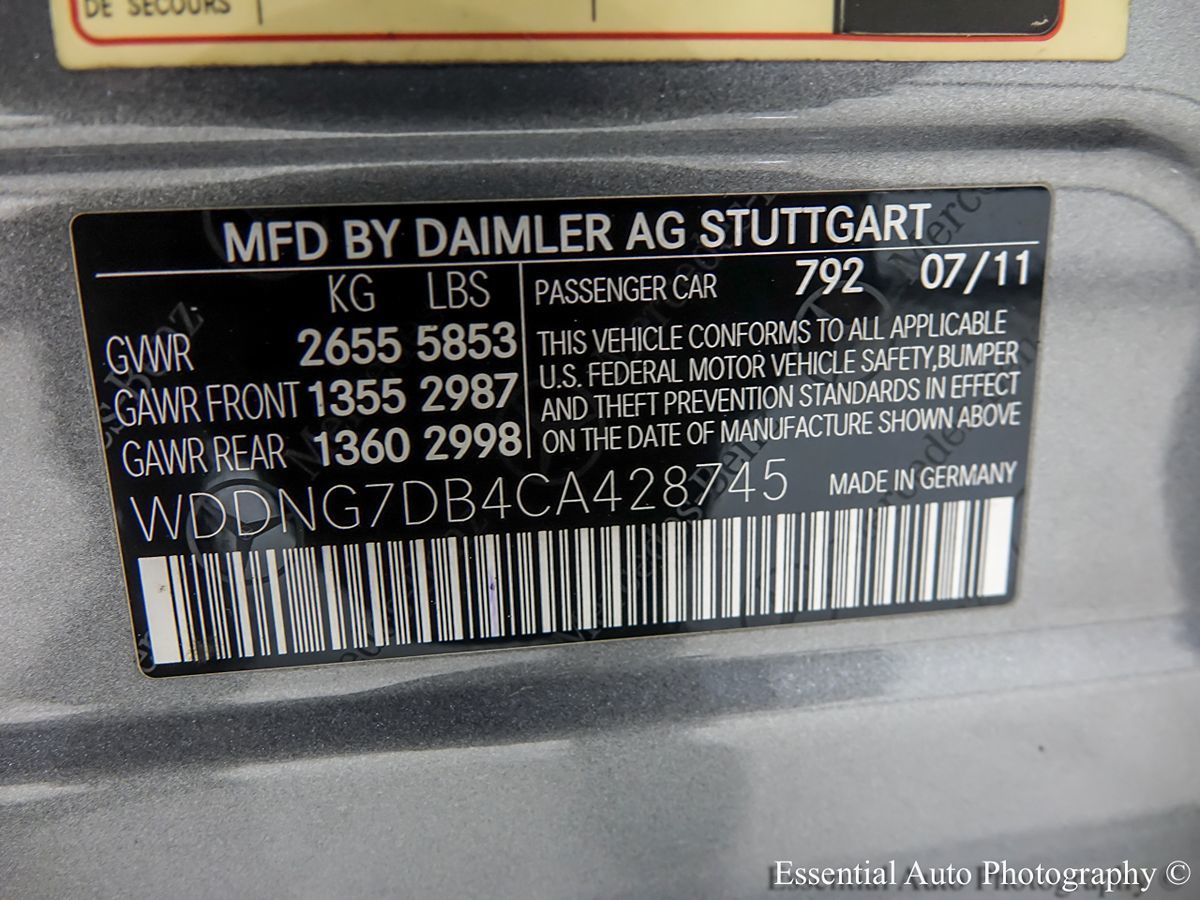 DE SECOURS
MFD BY DAIMLER AG STUTTGART
KG LBS
GVWR 2655 5853
GAWR FRONT 1355 2987
GAWR REAR 1360 2998
PASSENGER CAR 792 07/11
THIS VEHICLE CONFORMS TO ALL APPLICABLE
U.S. FEDERAL MOTOR VEHICLE SAFETY,BUMPER
AND THEFT PREVENTION STANDARDS IN EFFECT
ON THE DATE OF MANUFACTURE SHOWN ABOVE
WDDNG7DB4CA428745 MADE IN GERMANY
Essential Auto Photography ©